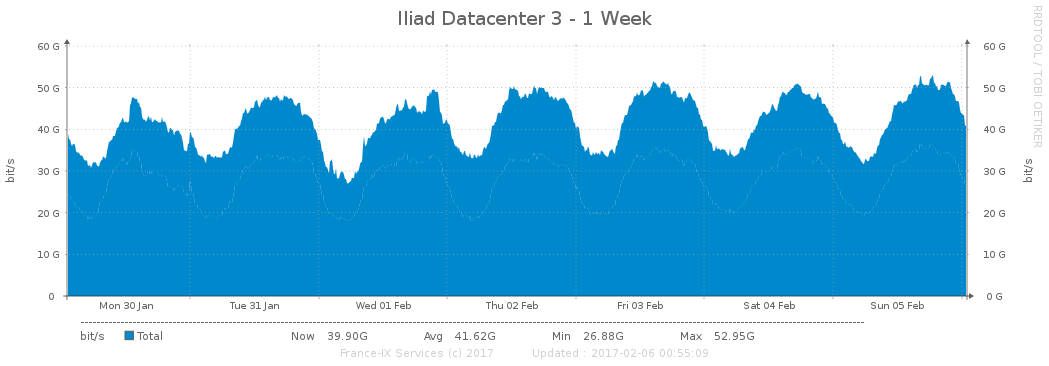 Iliad Datacenter 3 - 1 Week
RRDTOOL / TOBI OETIKER
60 G 60 G
50 G 50 G
40 G 40 G
30 G 30 G
20 G 20 G
10 G 10 G
0 0 G
bit/s bit/s
Mon 30 Jan Tue 31 Jan Wed 01 Feb Thu 02 Feb Fri 03 Feb Sat 04 Feb Sun 05 Feb
bit/s Total Now 39.90G Avg 41.62G Min 26.88G Max 52.95G
France-IX Services (c) 2017 Updated : 2017-02-06 00:55:09